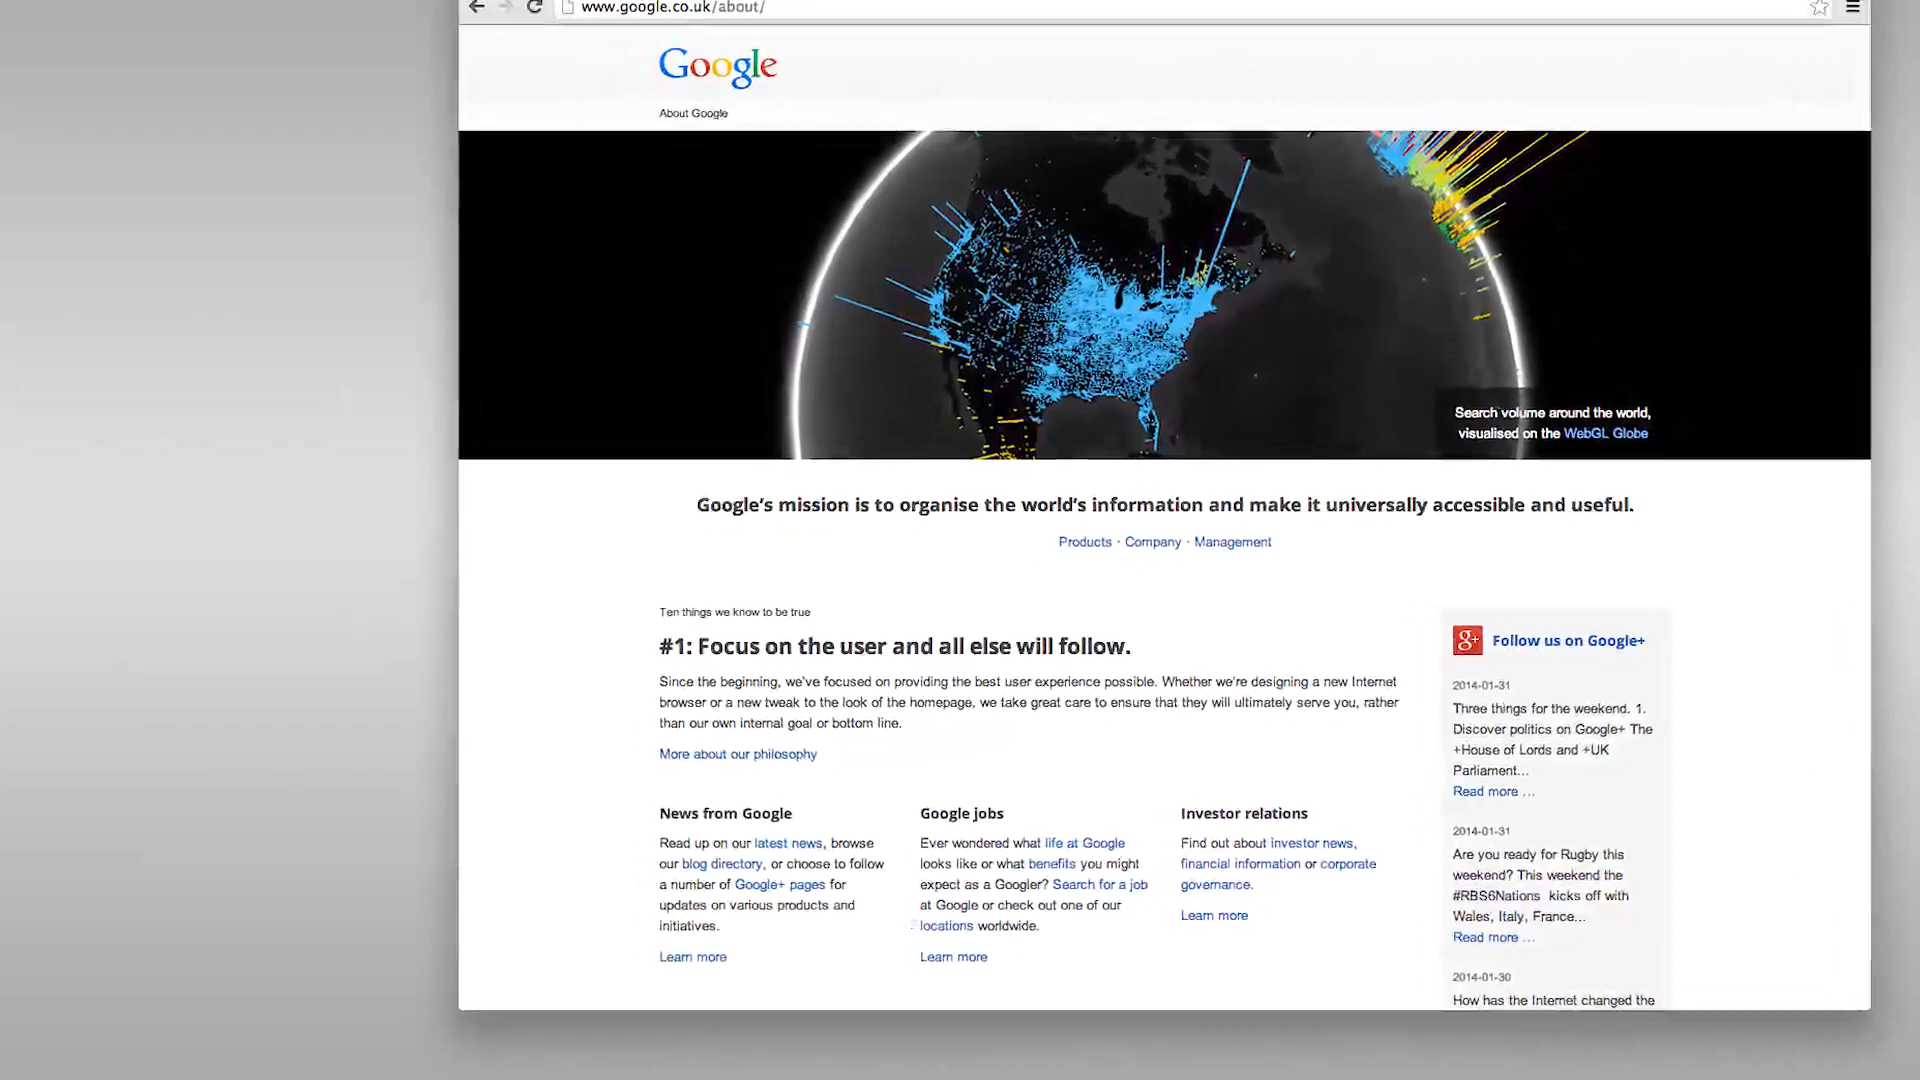 www.google.co.uk/about/
Google
About Google
Search volume around the world,
visualised on the WebGL Globe
Google's mission is to organise the world's information and make it universally accessible and useful.
Products · Company · Management
Ten things we know to be true
#1: Focus on the user and all else will follow.
Since the beginning, we've focused on providing the best user experience possible. Whether we're designing a new Internet
browser or a new tweak to the look of the homepage, we take great care to ensure that they will ultimately serve you, rather
than our own internal goal or bottom line.
More about our philosophy
News from Google
Read up on our latest news, browse
our blog directory, or choose to follow
a number of Google+ pages for
updates on various products and
initiatives.
Learn more
Google jobs
Ever wondered what life at Google
looks like or what benefits you might
expect as a Googler? Search for a job
at Google or check out one of our
locations worldwide.
Learn more
Investor relations
Find out about investor news,
financial information or corporate
governance.
Learn more
g+ Follow us on Google+
2014-01-31
Three things for the weekend. 1.
Discover politics on Google+ The
+House of Lords and +UK
Parliament...
Read more ...
2014-01-31
Are you ready for Rugby this
weekend? This weekend the
#RBS6Nations kicks off with
Wales, Italy, France...
Read more ...
2014-01-30
How has the Internet changed the